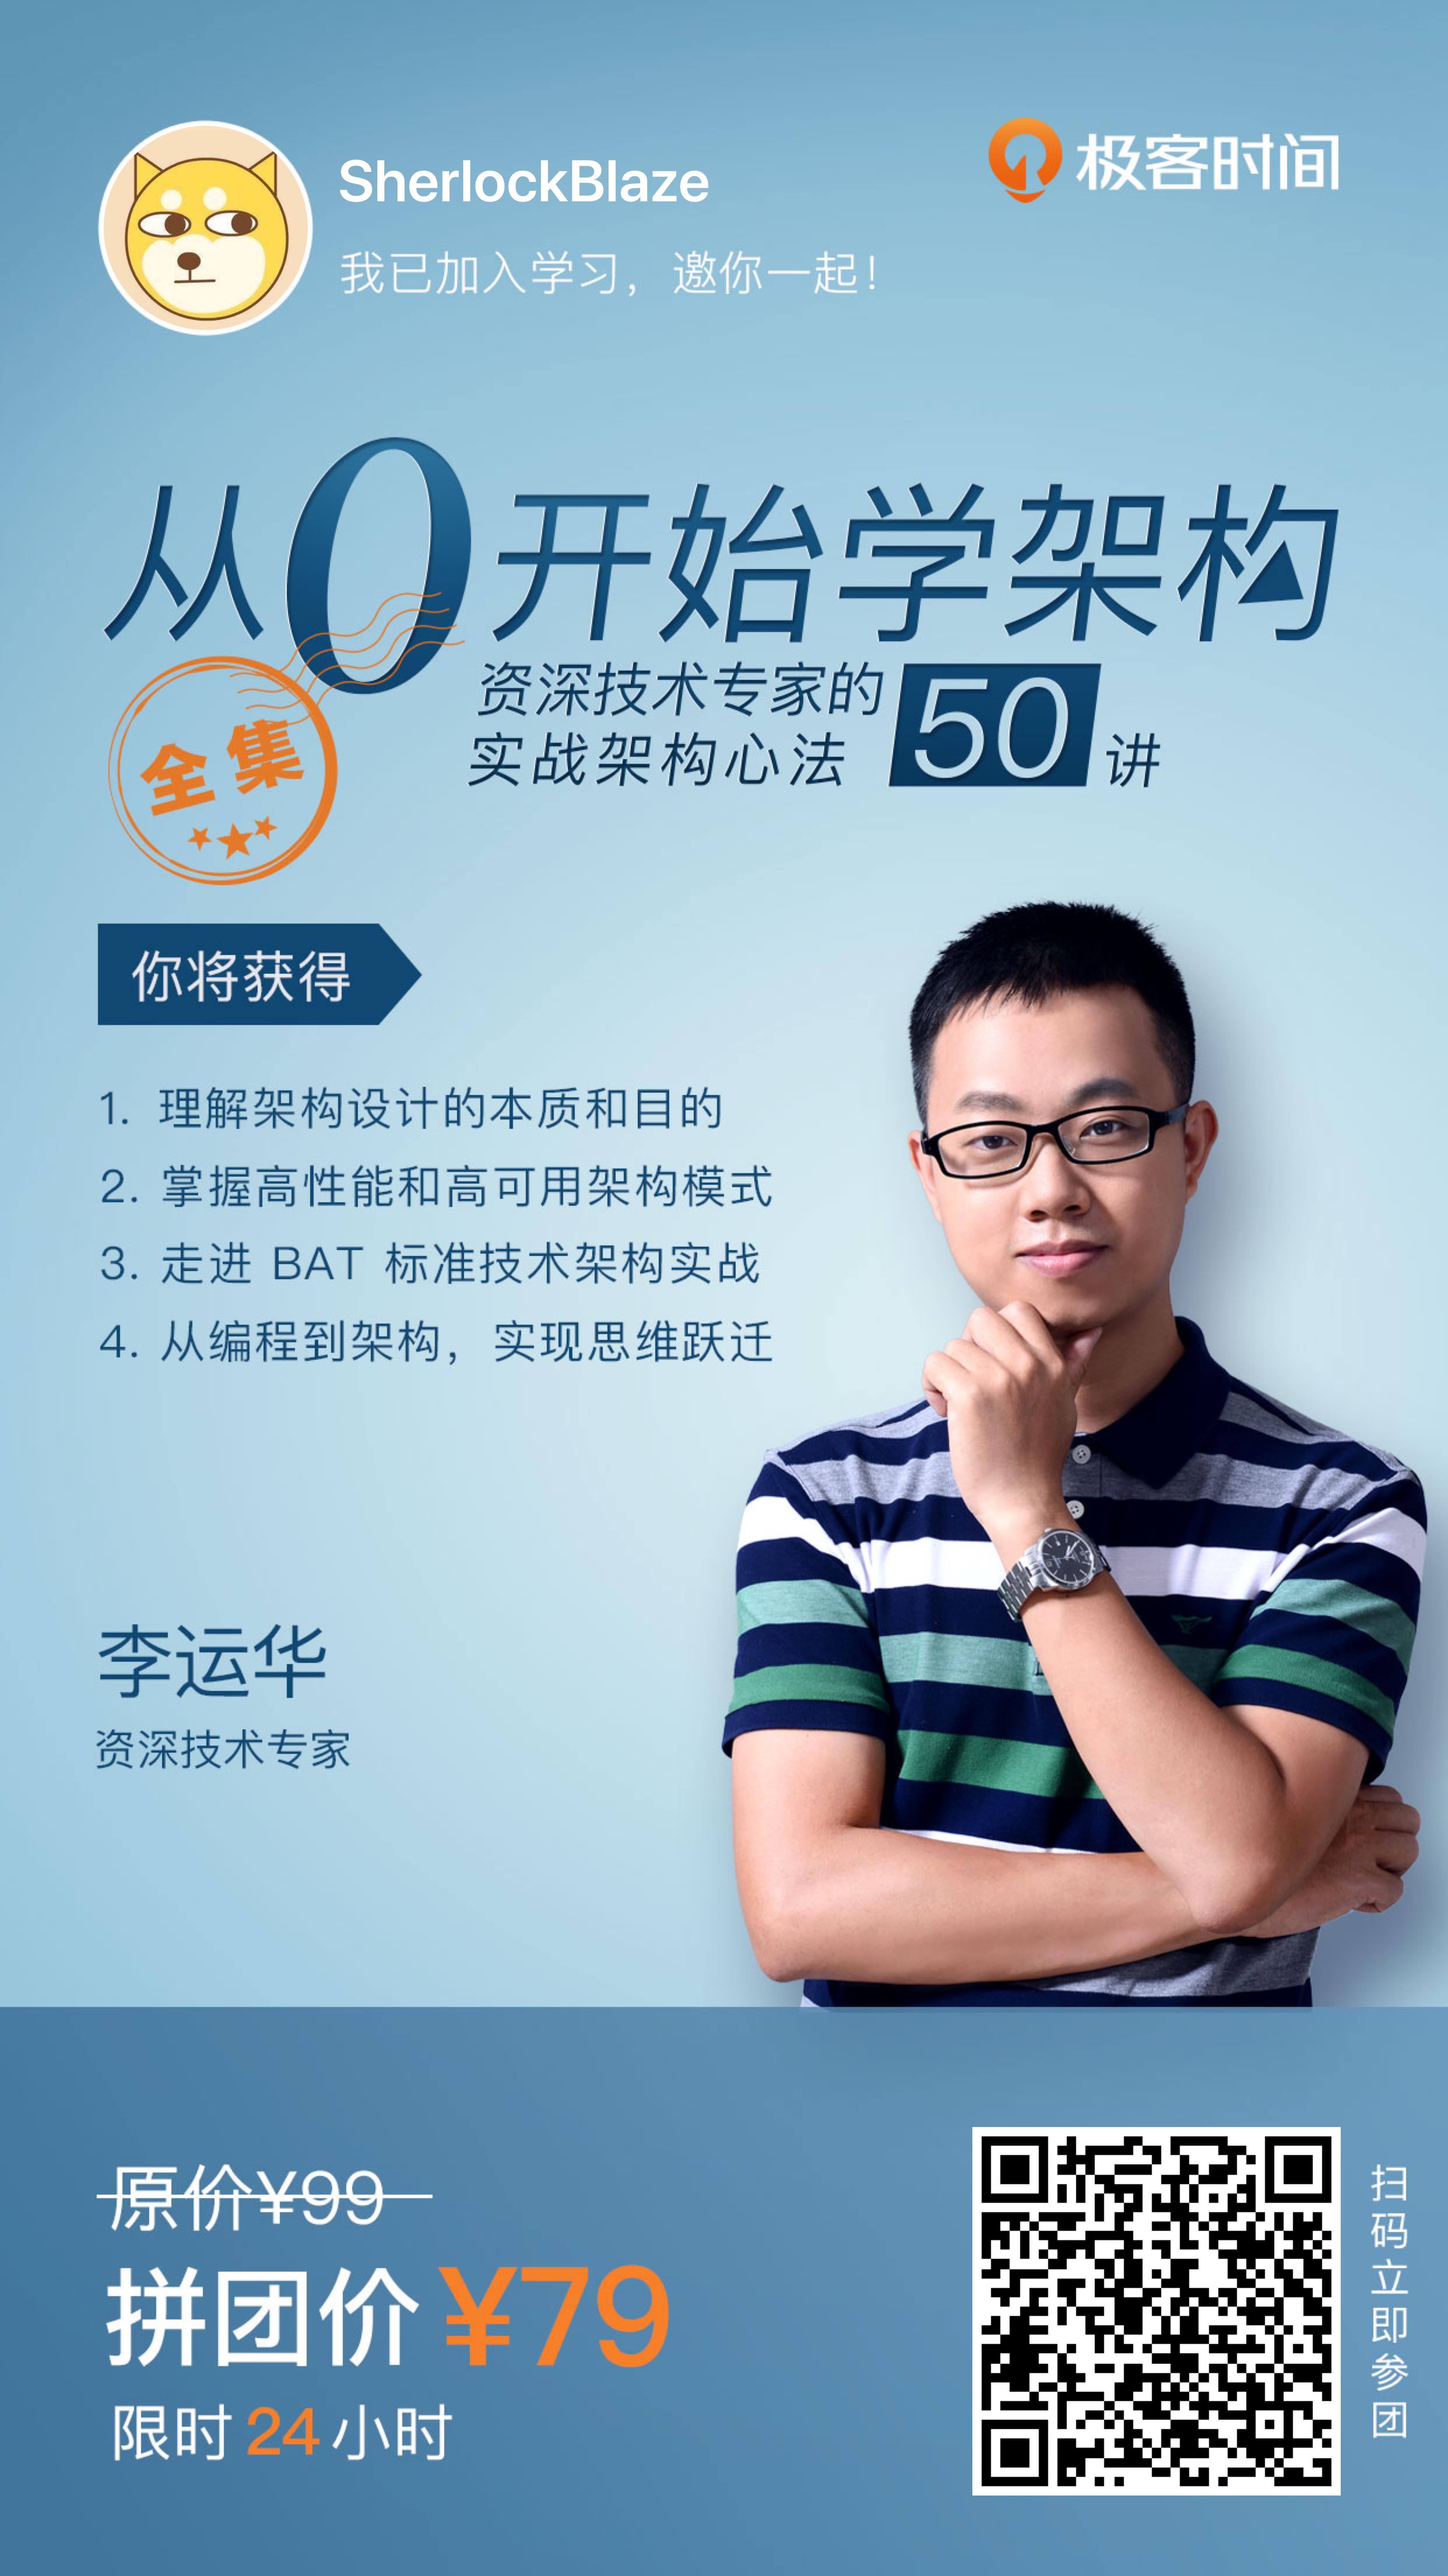 SherlockBlaze
我已加入学习，邀你一起！
极客时间
从0开始学架构
资深技术专家的
实战架构心法 50 讲
全集
你将获得
1. 理解架构设计的本质和目的
2. 掌握高性能和高可用架构模式
3. 走进 BAT 标准技术架构实战
4. 从编程到架构，实现思维跃迁
李运华
资深技术专家
原价¥99
拼团价¥79
限时24小时
扫码立即参团